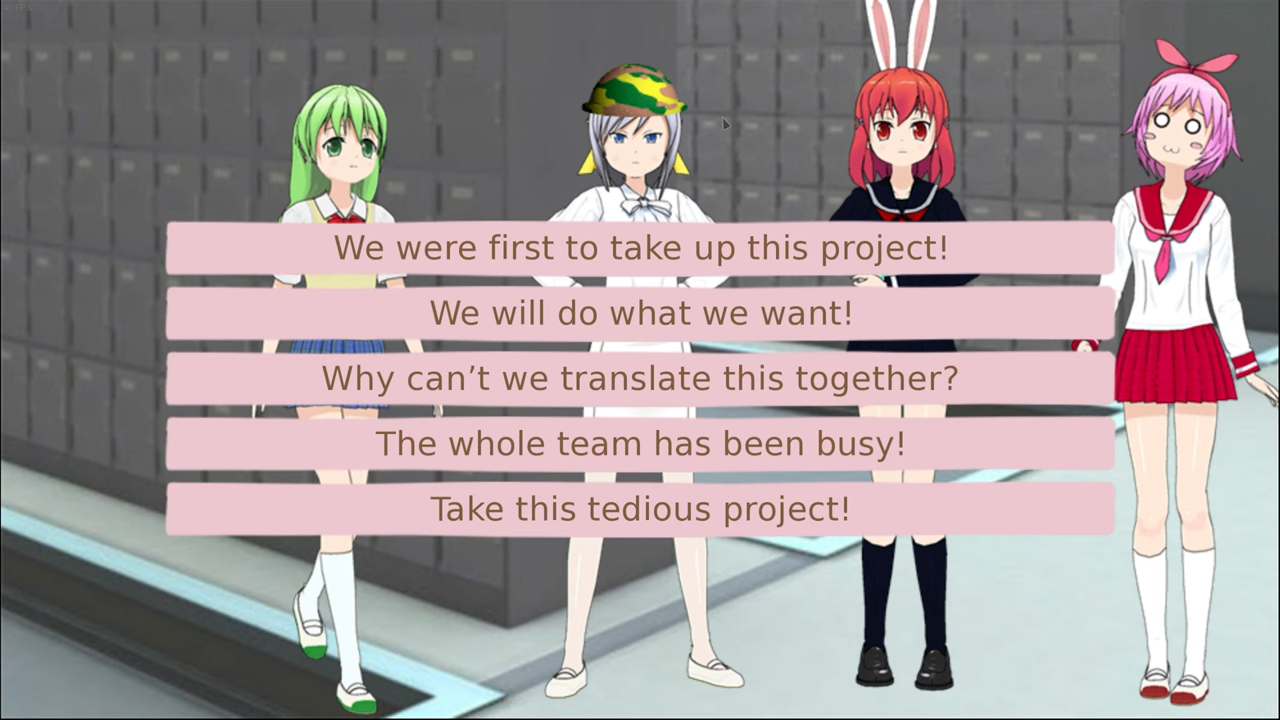 We were first to take up this project!
We will do what we want!
Why can’t we translate this together?
The whole team has been busy!
Take this tedious project!